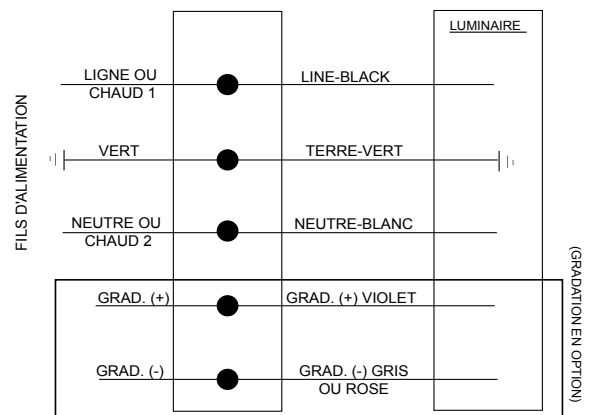 LUMINAIRE
FILS D'ALIMENTATION
LIGNE OU
CHAUD 1
LINE-BLACK
VERT
TERRE-VERT
NEUTRE OU
CHAUD 2
NEUTRE-BLANC
(GRADATION EN OPTION)
GRAD. (+)
GRAD. (+) VIOLET
GRAD. (-)
GRAD. (-) GRIS
OU ROSE